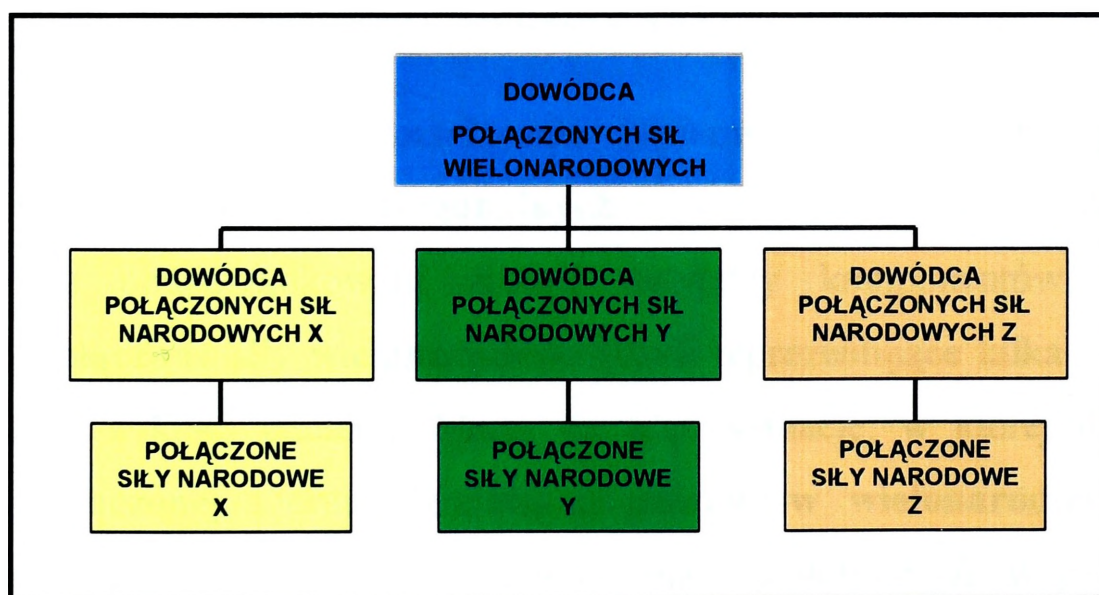 DOWÓDCA
POŁĄCZONYCH SIŁ
WIELONARODOWYCH
DOWÓDCA
POŁĄCZONYCH SIŁ
NARODOWYCH X
DOWÓDCA
POŁĄCZONYCH SIŁ
NARODOWYCH Y
DOWÓDCA
POŁĄCZONYCH SIŁ
NARODOWYCH Z
POŁĄCZONE
SIŁY NARODOWE
X
POŁĄCZONE
SIŁY NARODOWE
Y
POŁĄCZONE
SIŁY NARODOWE
Z